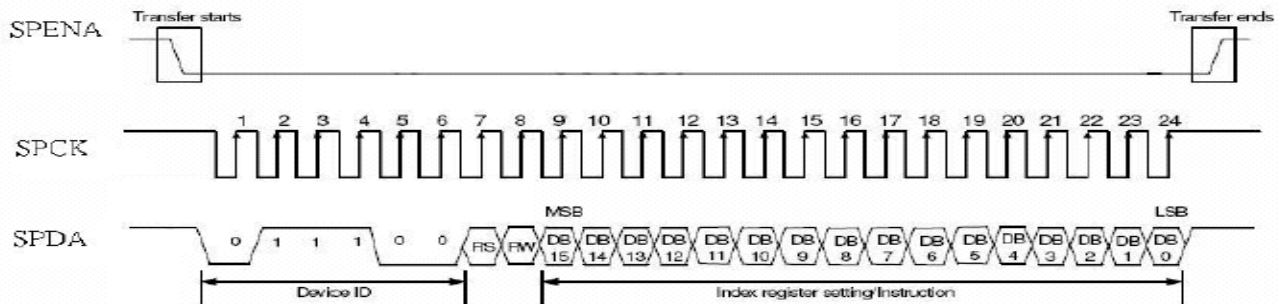 Transfer starts
Transfer ends
SPENA
1 2 3 4 5 6 7 8 9 10 11 12 13 14 15 16 17 18 19 20 21 22 23 24
SPCK
MSB
LSB
SPDA
0 1 1 1 0 0 RS RW DB 15 DB 14 DB 13 DB 12 DB 11 DB 10 DB 9 DB 8 DB 7 DB 6 DB 5 DB 4 DB 3 DB 2 DB 1 DB 0
Device ID
Index register setting/Instruction